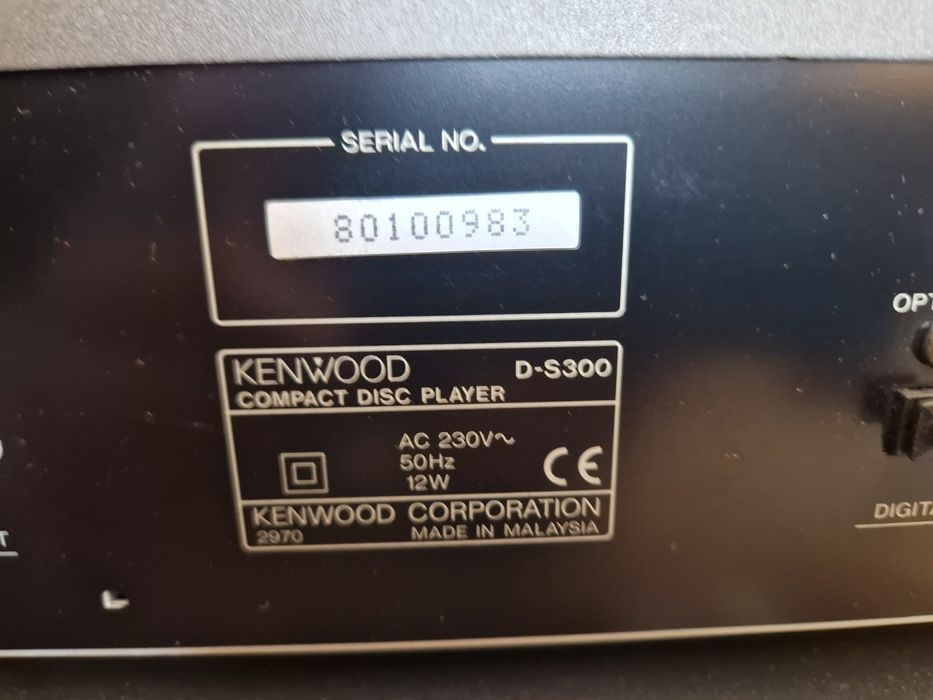 SERIAL NO.
80100983
KENWOOD D-S300
COMPACT DISC PLAYER
AC 230V~
50Hz
12W
CE
KENWOOD CORPORATION
2970 MADE IN MALAYSIA
OPT
DIGITA
T